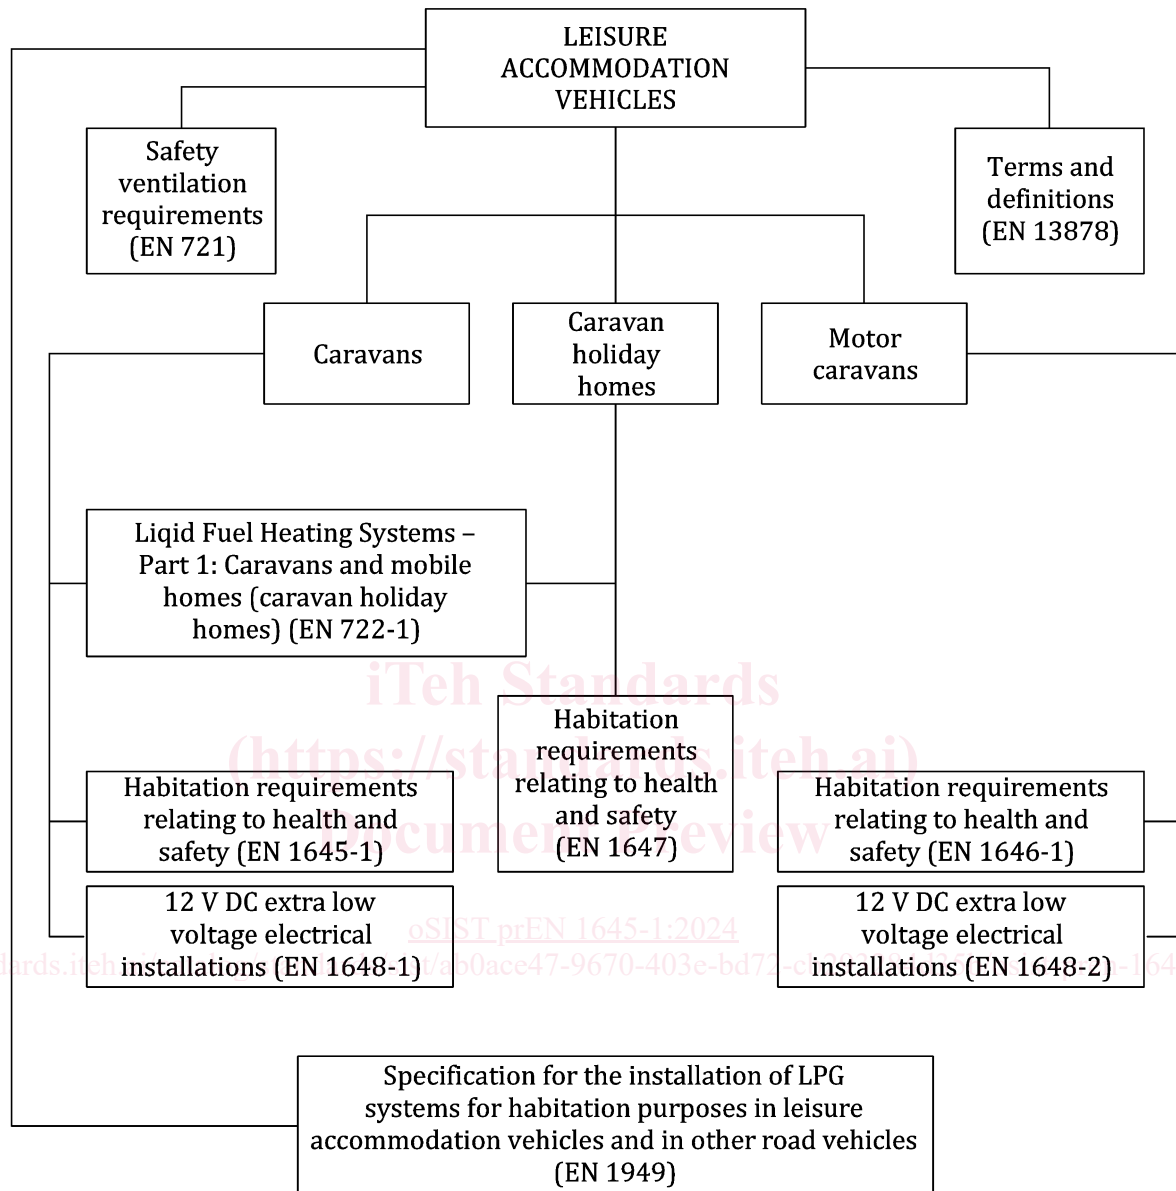 LEISURE
ACCOMMODATION
VEHICLES
Safety
ventilation
requirements
(EN 721)
Terms and
definitions
(EN 13878)
Caravans
Caravan
holiday
homes
Motor
caravans
Liqid Fuel Heating Systems –
Part 1: Caravans and mobile
homes (caravan holiday
homes) (EN 722-1)
iTeh Standards
(https://standards.iteh.ai)
Document Preview
Habitation
requirements
relating to health
and safety
(EN 1647)
Habitation requirements
relating to health and
safety (EN 1645-1)
Habitation requirements
relating to health and
safety (EN 1646-1)
12 V DC extra low
voltage electrical
installations (EN 1648-1)
oSIST prEN 1645-1:2024
12 V DC extra low
voltage electrical
installations (EN 1648-2)
Specification for the installation of LPG
systems for habitation purposes in leisure
accommodation vehicles and in other road vehicles
(EN 1949)